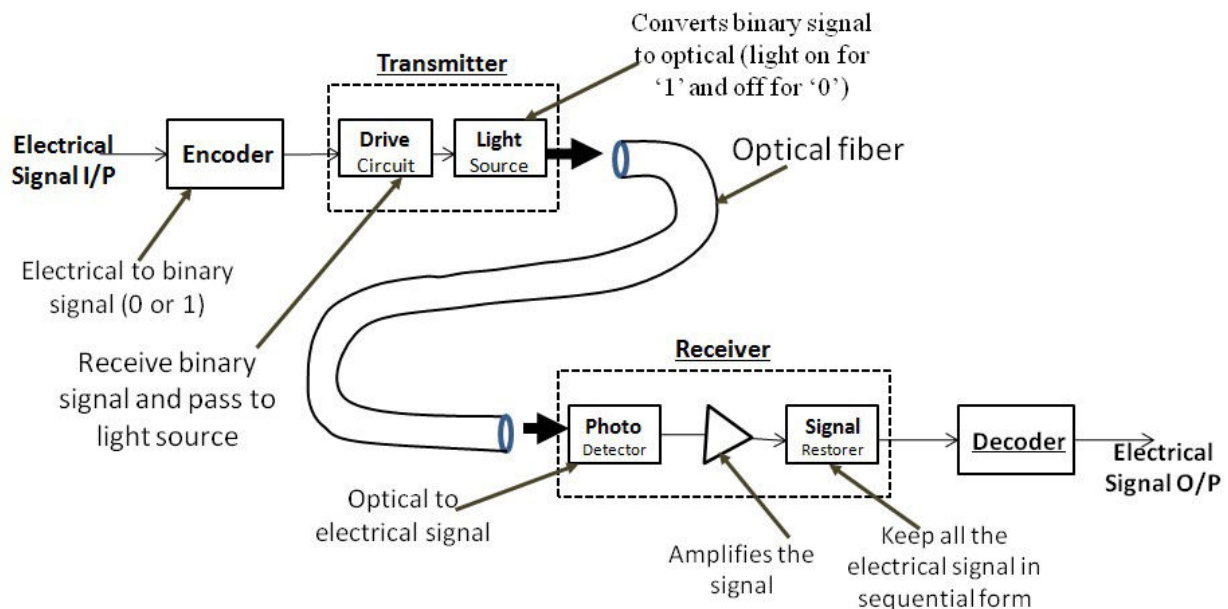 Converts binary signal
to optical (light on for
‘1’ and off for ‘0’)
Transmitter
Electrical
Signal I/P
Encoder
Drive
Circuit
Light
Source
Optical fiber
Electrical to binary
signal (0 or 1)
Receive binary
signal and pass to
light source
Receiver
Photo
Detector
Signal
Restorer
Decoder
Electrical
Signal O/P
Optical to
electrical signal
Amplifies the
signal
Keep all the
electrical signal in
sequential form